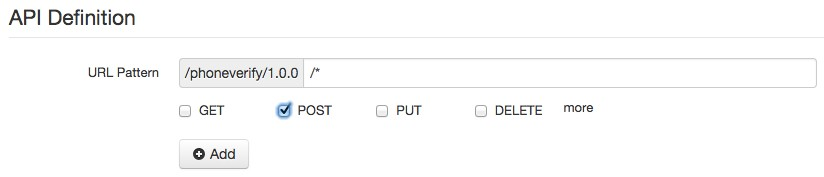 API Definition
URL Pattern /phoneverify/1.0.0 /*
GET POST PUT DELETE more
Add